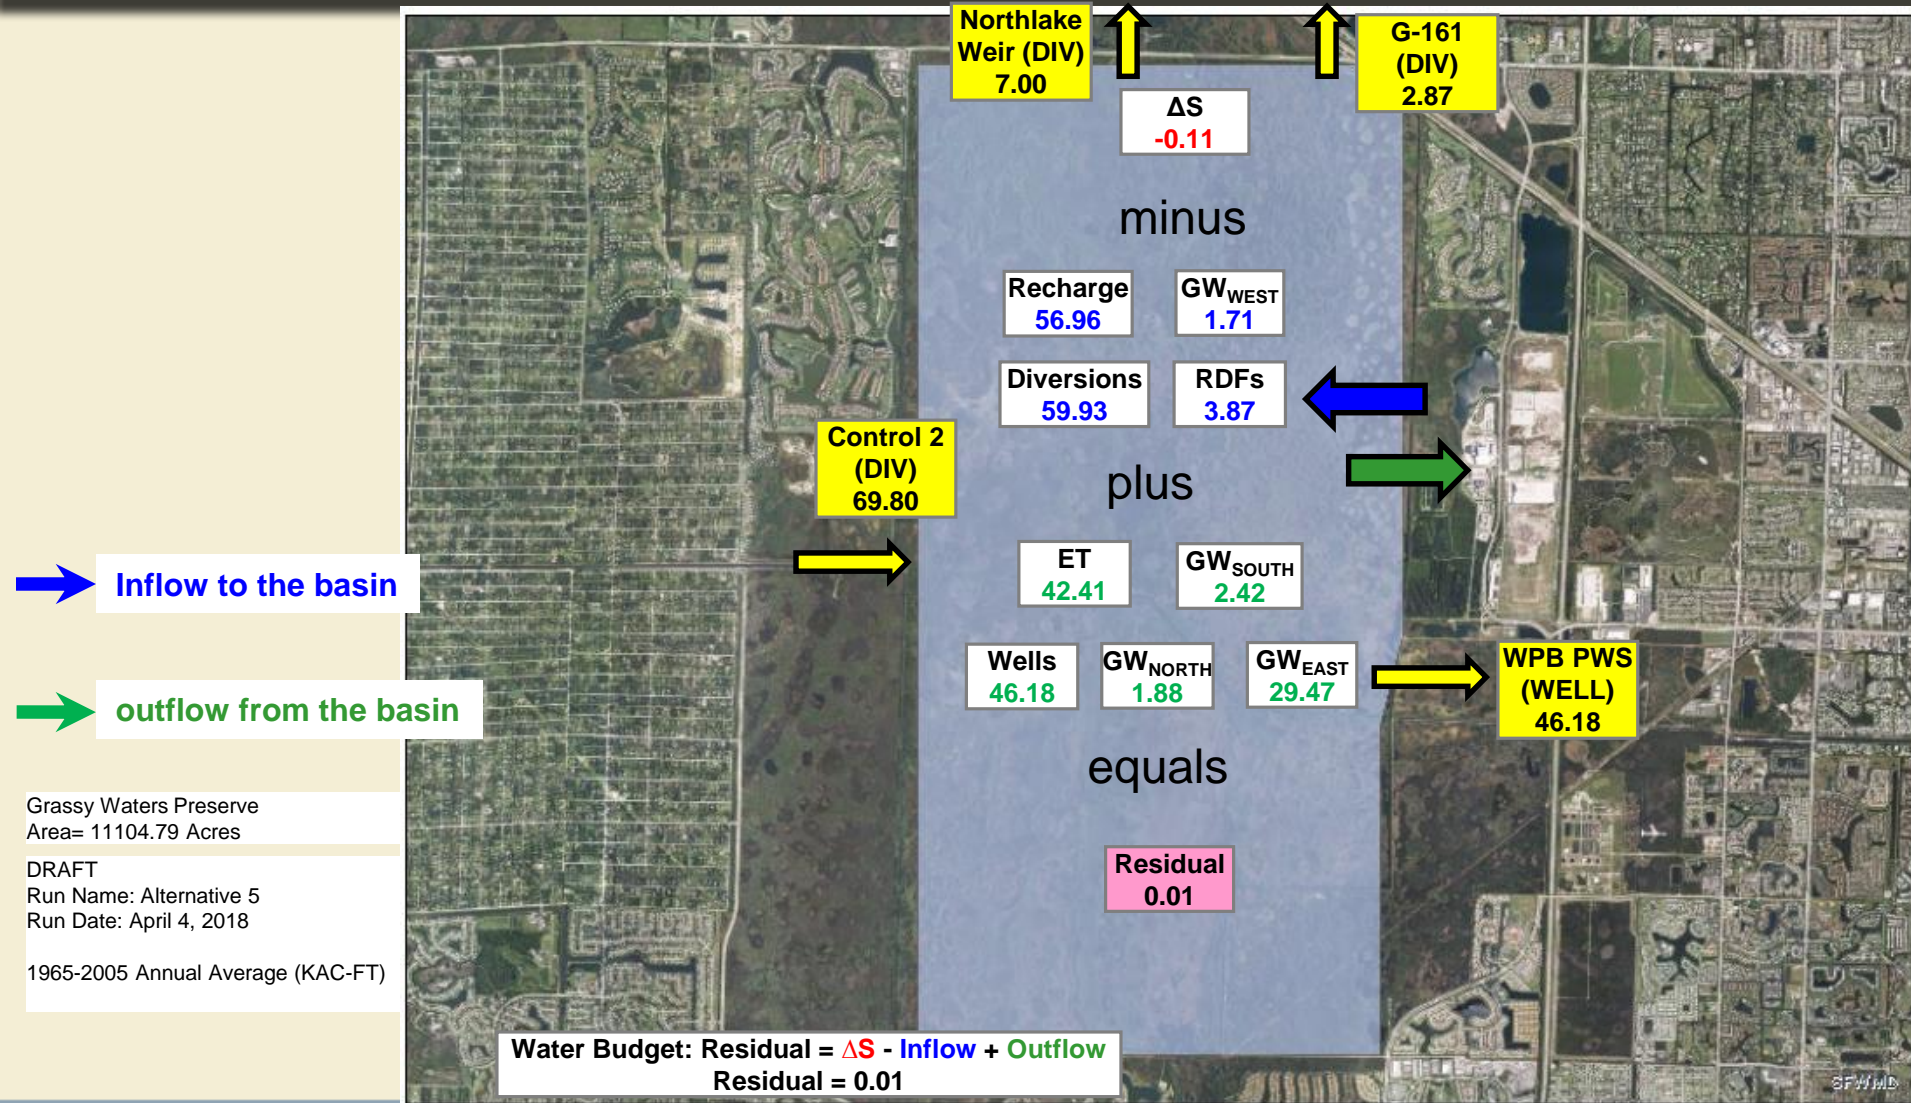 Northlake
Weir (DIV)
7.00
G-161
(DIV)
2.87
ΔS
-0.11
minus
Recharge
56.96
GWWEST
1.71
Diversions
59.93
RDFs
3.87
Control 2
(DIV)
69.80
plus
ET
42.41
GWSOUTH
2.42
Wells
46.18
GWNORTH
1.88
GWEAST
29.47
WPB PWS
(WELL)
46.18
equals
Residual
0.01
Inflow to the basin
outflow from the basin
Grassy Waters Preserve
Area= 11104.79 Acres
DRAFT
Run Name: Alternative 5
Run Date: April 4, 2018
1965-2005 Annual Average (KAC-FT)
Water Budget: Residual = ΔS - Inflow + Outflow
Residual = 0.01
SFWMD